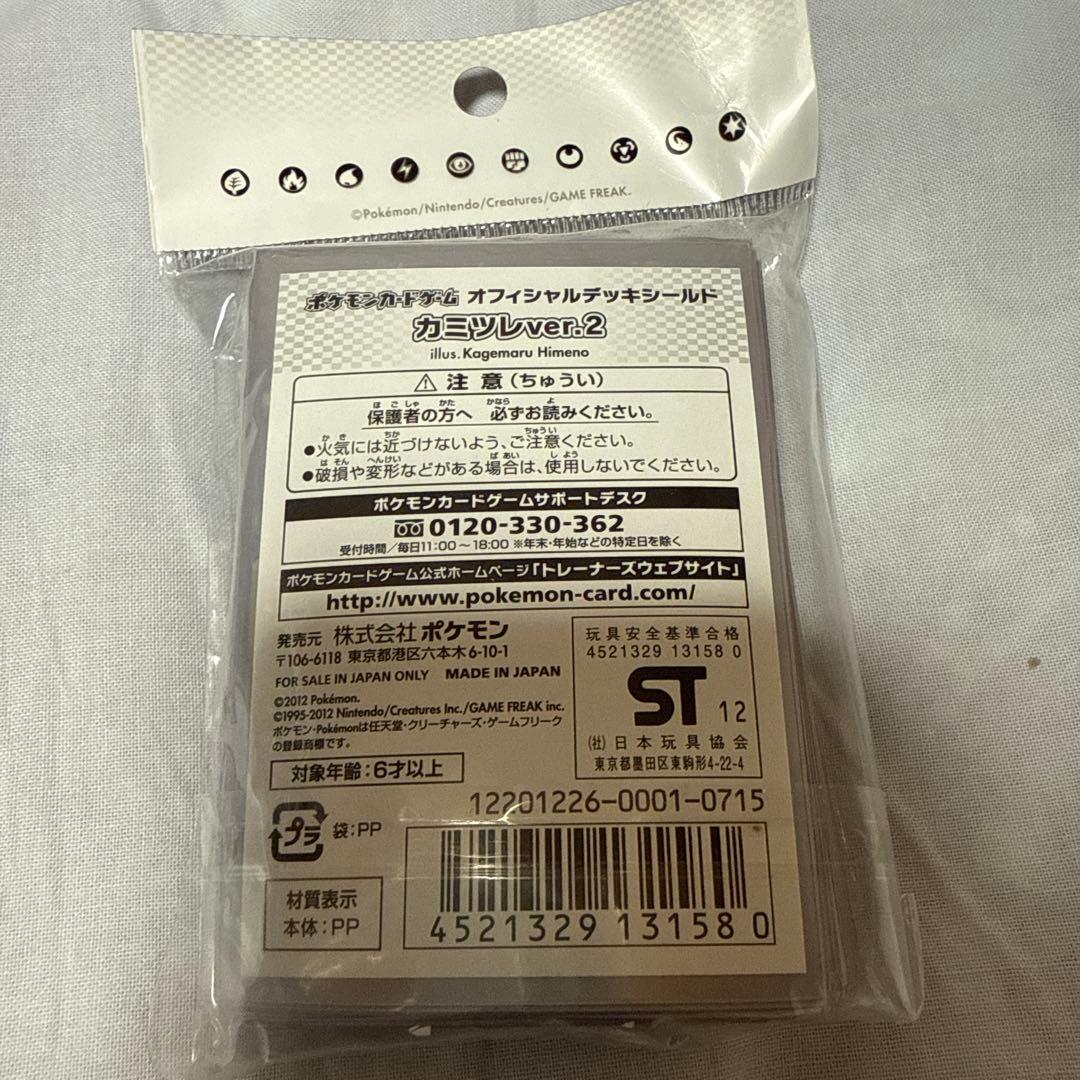 ©Pokémon/Nintendo/Creatures/GAME FREAK.
ポケモンカードゲーム オフィシャルデッキシールド
カミツレver.2
illus. Kagemaru Himeno
⚠ 注意(ちゅうい)
保護者の方へ 必ずお読みください。
●火気には近づけないよう、ご注意ください。
●破損や変形などがある場合は、使用しないでください。
ポケモンカードゲームサポートデスク
0120-330-362
受付時間/毎日11:00~18:00 ※年末・年始などの特定日を除く
ポケモンカードゲーム公式ホームページ「トレーナーズウェブサイト」
http://www.pokemon-card.com/
発売元 株式会社ポケモン
〒106-6118 東京都港区六本木6-10-1
FOR SALE IN JAPAN ONLY MADE IN JAPAN
©2012 Pokémon.
©1995-2012 Nintendo/Creatures Inc./GAME FREAK inc.
ポケモン・Pokémonは任天堂・クリーチャーズ・ゲームフリーク
の登録商標です。
対象年齢:6才以上
玩具安全基準合格
4521329 13158 0
ST 12
(社)日本玩具協会
東京都墨田区東駒形4-22-4
12201226-0001-0715
プラ 袋:PP
材質表示
本体:PP
4521329 131580